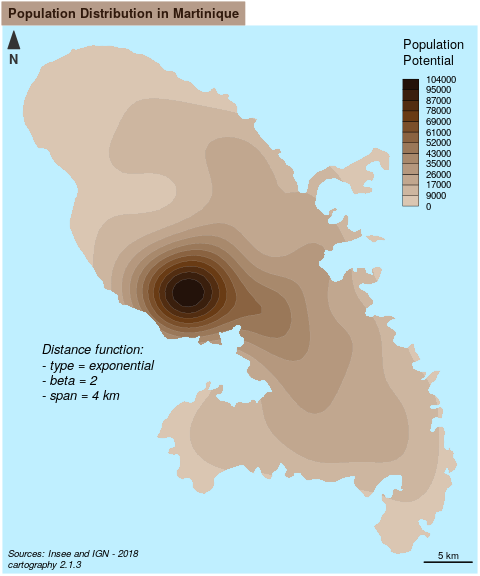 Population Distribution in Martinique
N
Population
Potential
104000
95000
87000
78000
69000
61000
52000
43000
35000
26000
17000
9000
0
Distance function:
- type = exponential
- beta = 2
- span = 4 km
Sources: Insee and IGN - 2018
cartography 2.1.3
5 km